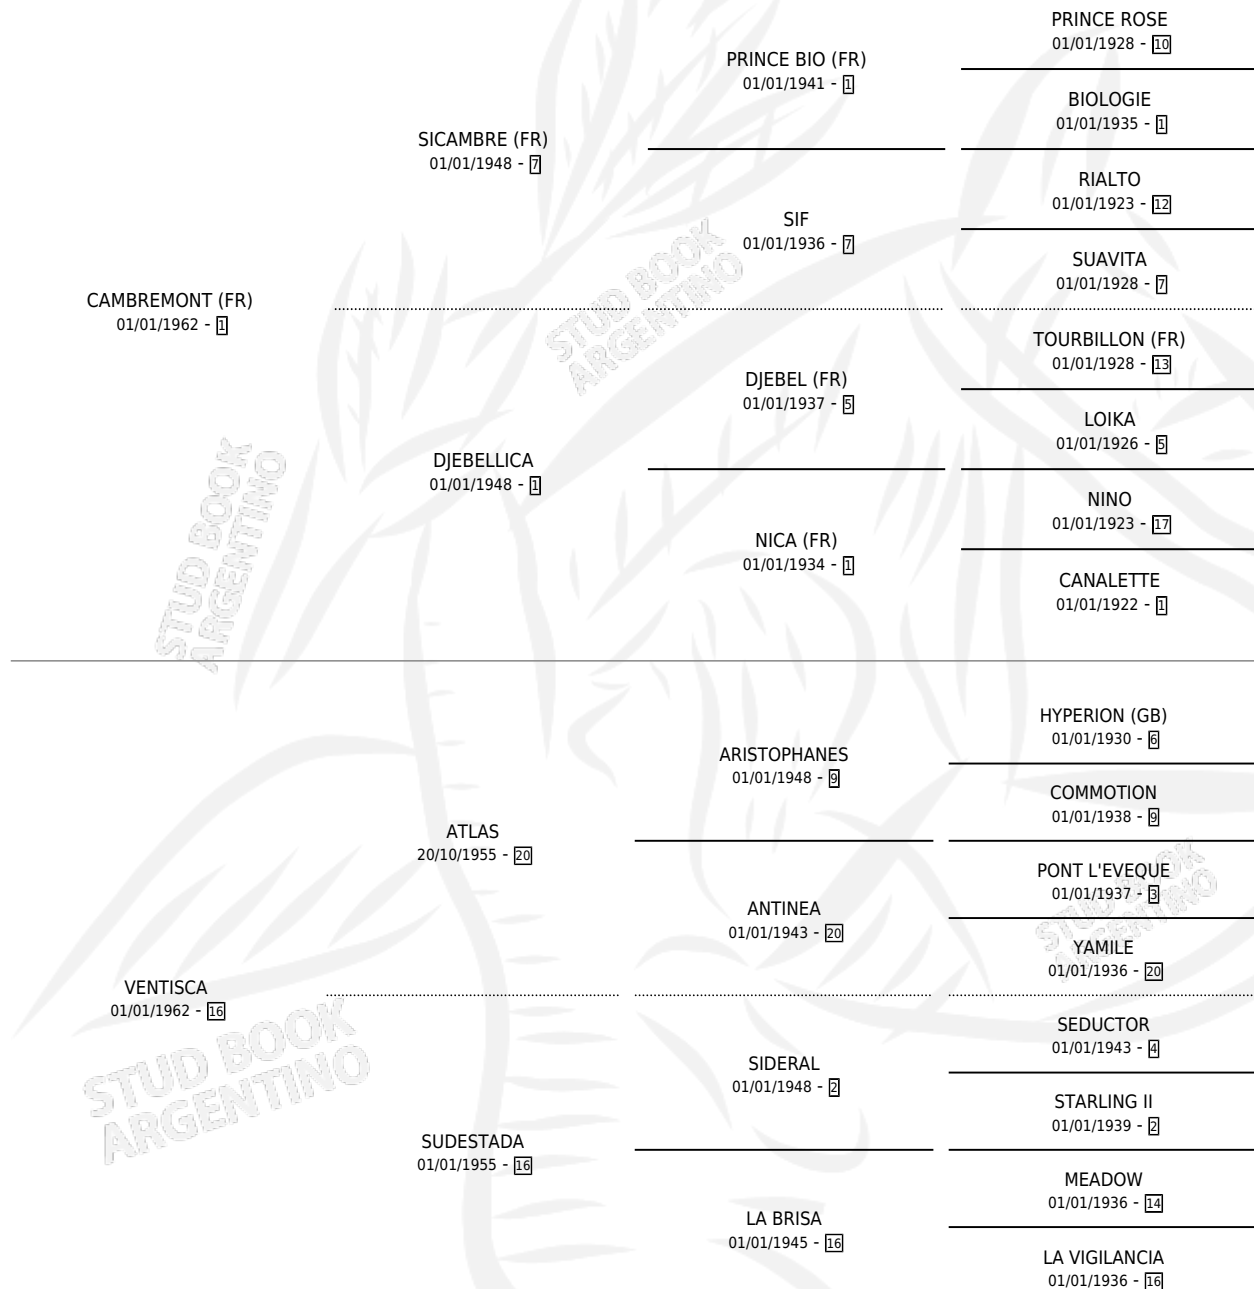 PRINCE ROSE
01/01/1928 - 10
PRINCE BIO (FR)
01/01/1941 - 1
BIOLOGIE
01/01/1935 - 1
SICAMBRE (FR)
01/01/1948 - 7
RIALTO
01/01/1923 - 12
SIF
01/01/1936 - 7
SUAVITA
01/01/1928 - 7
CAMBREMONT (FR)
01/01/1962 - 1
TOURBILLON (FR)
01/01/1928 - 13
DJEBEL (FR)
01/01/1937 - 5
LOIKA
01/01/1926 - 5
DJEBELLICA
01/01/1948 - 1
NINO
01/01/1923 - 17
NICA (FR)
01/01/1934 - 1
CANALETTE
01/01/1922 - 1
HYPERION (GB)
01/01/1930 - 6
ARISTOPHANES
01/01/1948 - 9
COMMOTION
01/01/1938 - 9
ATLAS
20/10/1955 - 20
PONT L'EVEQUE
01/01/1937 - 3
ANTINEA
01/01/1943 - 20
YAMILE
01/01/1936 - 20
VENTISCA
01/01/1962 - 16
SEDUCTOR
01/01/1943 - 4
SIDERAL
01/01/1948 - 2
STARLING II
01/01/1939 - 2
SUDESTADA
01/01/1955 - 16
MEADOW
01/01/1936 - 14
LA BRISA
01/01/1945 - 16
LA VIGILANCIA
01/01/1936 - 16
STUD BOOK
ARGENTINO
STUD BOOK
ARGENTINO
STUD BOOK
ARGENTINO
STUD BOOK
ARGENTINO